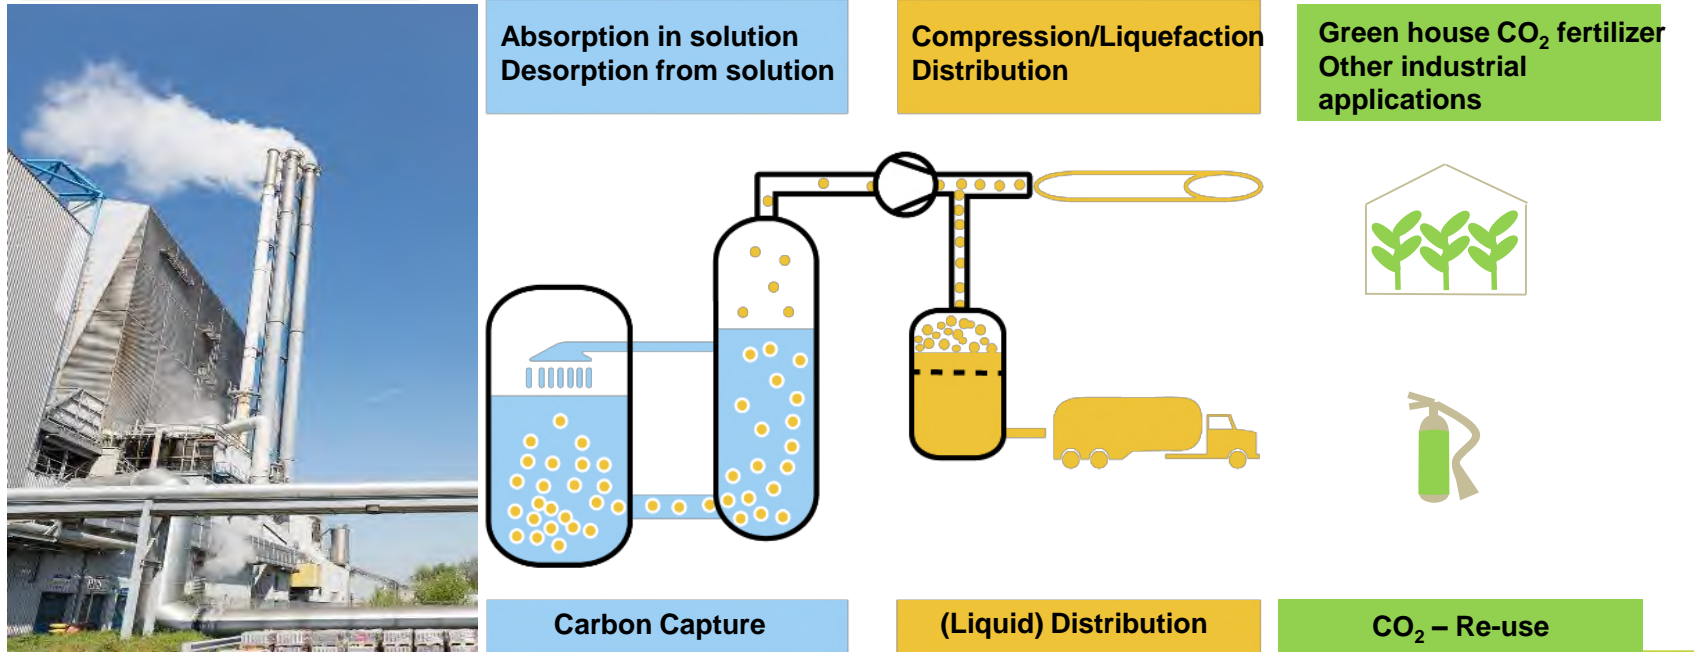 Absorption in solution
Desorption from solution
Compression/Liquefaction
Distribution
Green house CO₂ fertilizer
Other industrial
applications
Carbon Capture
(Liquid) Distribution
CO₂ – Re-use